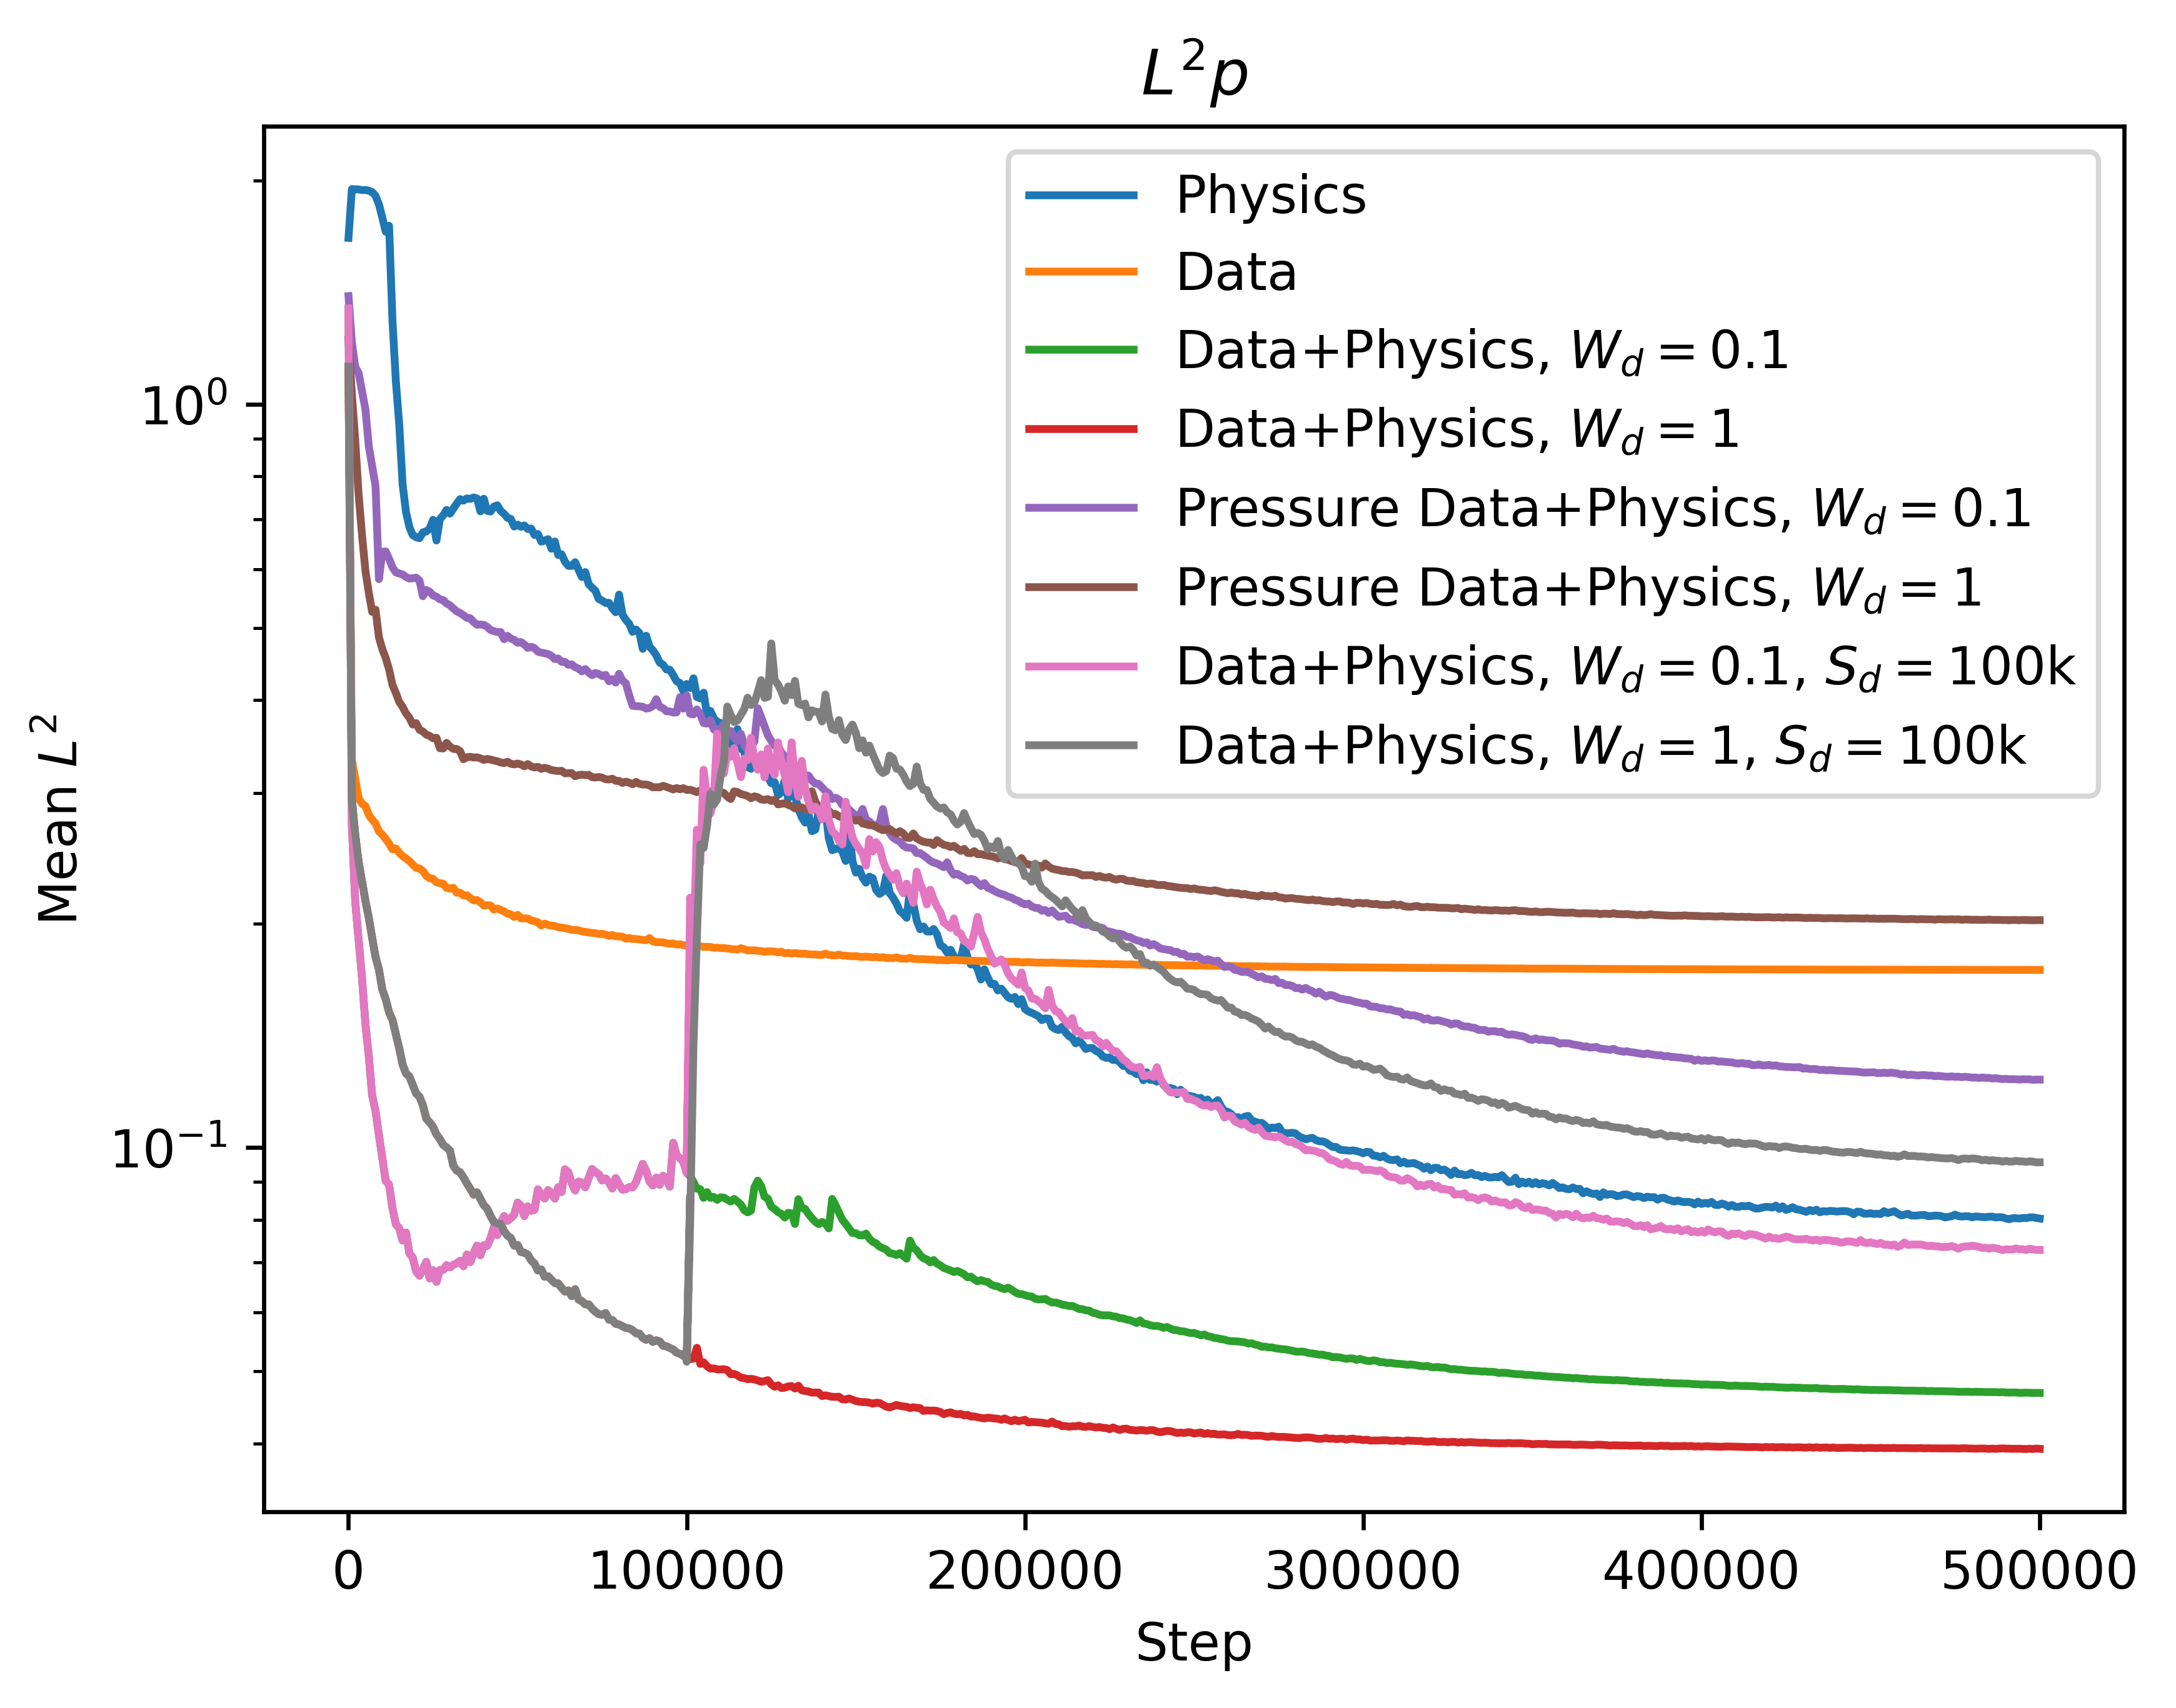 L²p
Mean L²
10⁰
10⁻¹
Physics
Data
Data+Physics, W_d = 0.1
Data+Physics, W_d = 1
Pressure Data+Physics, W_d = 0.1
Pressure Data+Physics, W_d = 1
Data+Physics, W_d = 0.1, S_d = 100k
Data+Physics, W_d = 1, S_d = 100k
0 100000 200000 300000 400000 500000
Step